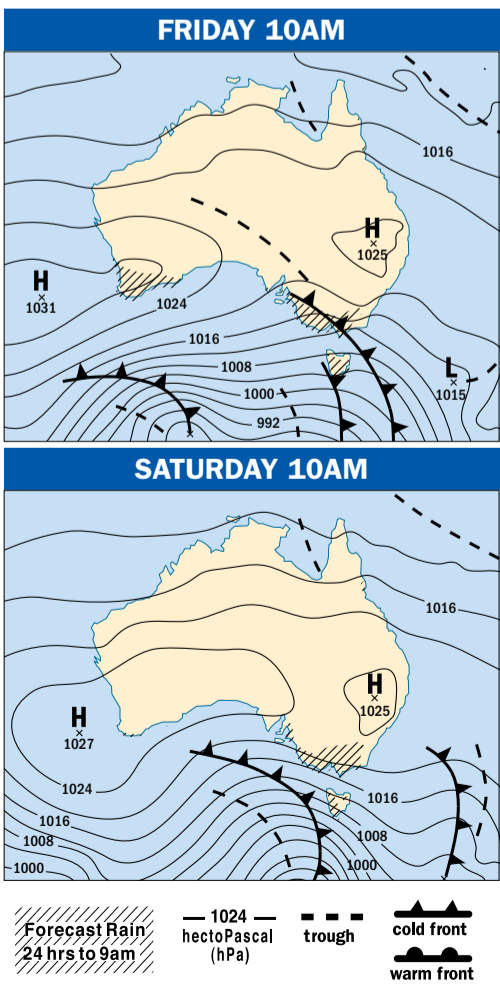 FRIDAY 10AM
1016
H
1025
H
1031
1024
1016
1008
L
1015
1000
992
SATURDAY 10AM
1016
H
1025
H
1027
1024
1016
1016
1008
1008
1000
1000
Forecast Rain
24 hrs to 9am
1024
hectoPascal
(hPa)
trough
cold front
warm front